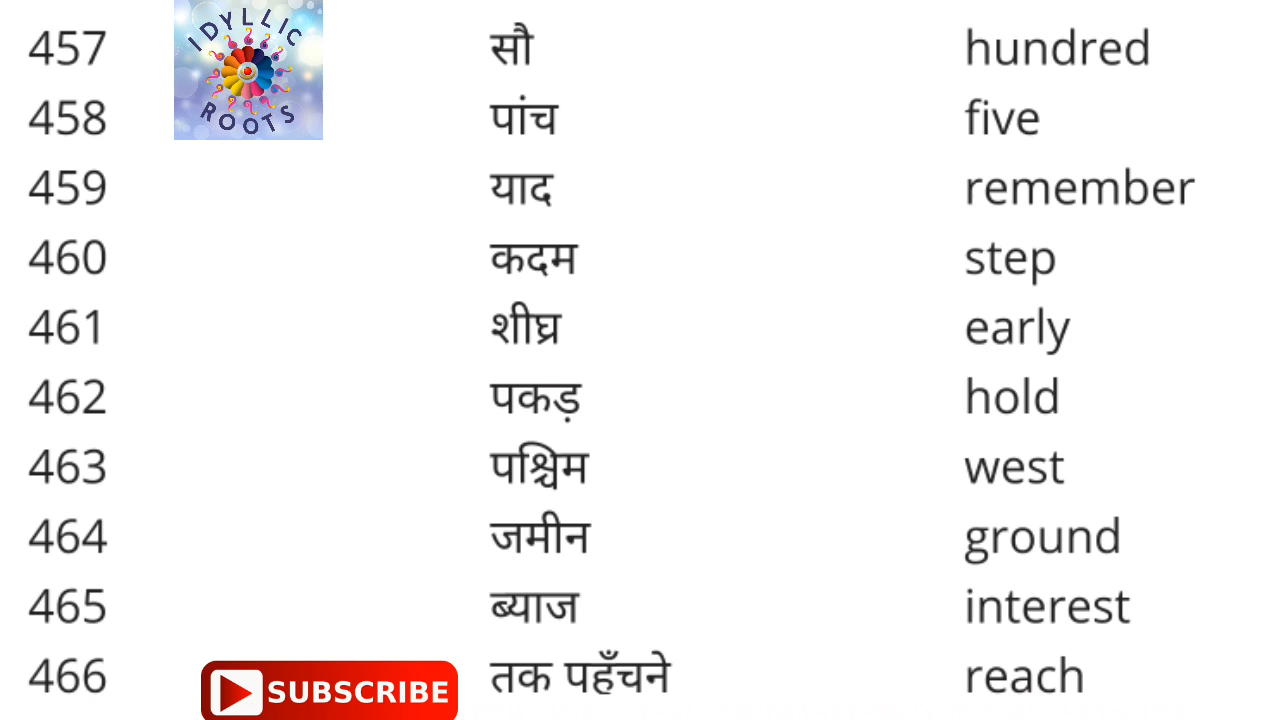 457 सौ hundred
IDYLLIC
ROOTS
458 पांच five
459 याद remember
460 कदम step
461 शीघ्र early
462 पकड़ hold
463 पश्चिम west
464 जमीन ground
465 ब्याज interest
466 तक पहुँचने reach
SUBSCRIBE